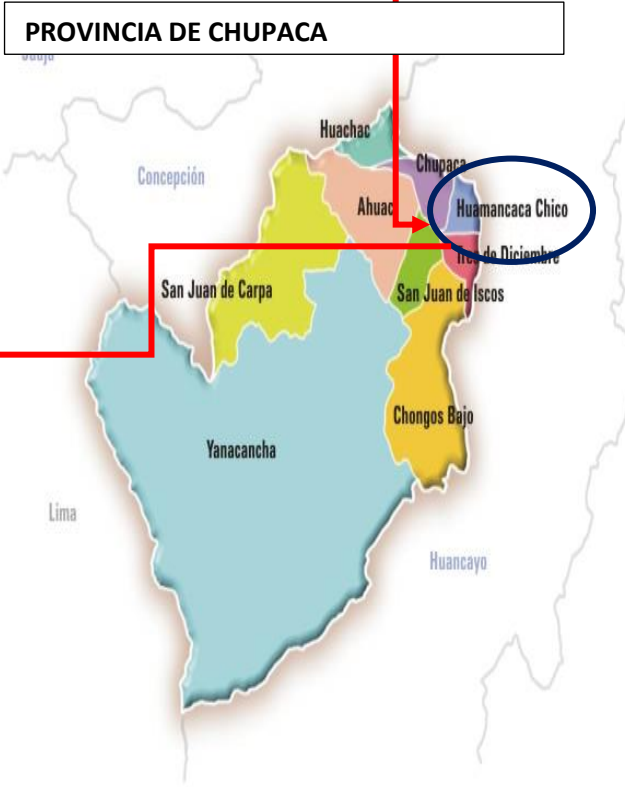 PROVINCIA DE CHUPACA
Jauja
Huachac
Concepción
Chupaca
Ahuac
Huamancaca Chico
Tres de Diciembre
San Juan de Carpa
San Juan de Iscos
Chongos Bajo
Yanacancha
Lima
Huancayo